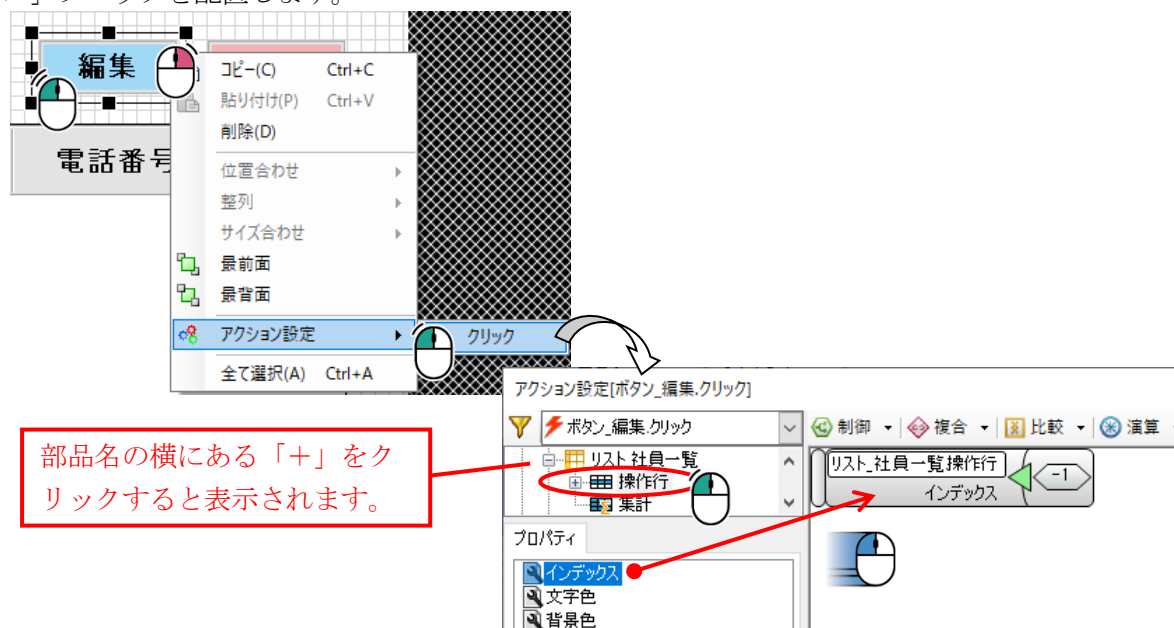 」のブロックを配置します。
編集
コピー(C) Ctrl+C
貼り付け(P) Ctrl+V
削除(D)
電話番号
位置合わせ
整列
サイズ合わせ
最前面
最背面
アクション設定
クリック
全て選択(A) Ctrl+A
アクション設定[ボタン_編集.クリック]
ボタン_編集.クリック
制御
複合
比較
演算
部品名の横にある「+」をク
リックすると表示されます。
リスト_社員一覧
操作行
集計
リスト_社員一覧操作行
インデックス
-1
プロパティ
インデックス
文字色
背景色